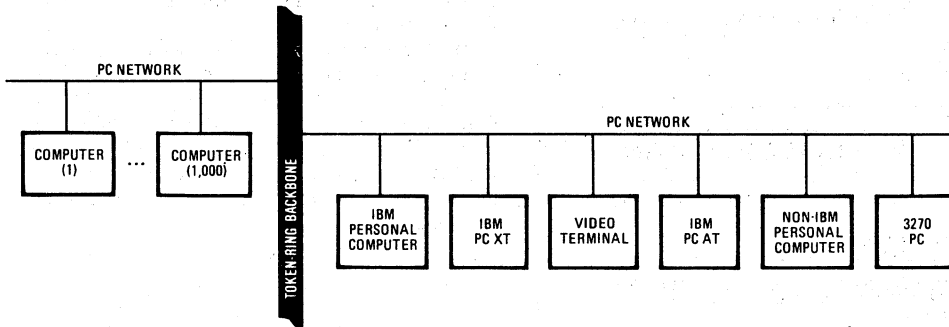 PC NETWORK
COMPUTER
(1)
...
COMPUTER
(1,000)
TOKEN-RING BACKBONE
PC NETWORK
IBM
PERSONAL
COMPUTER
IBM
PC XT
VIDEO
TERMINAL
IBM
PC AT
NON-IBM
PERSONAL
COMPUTER
3270
PC